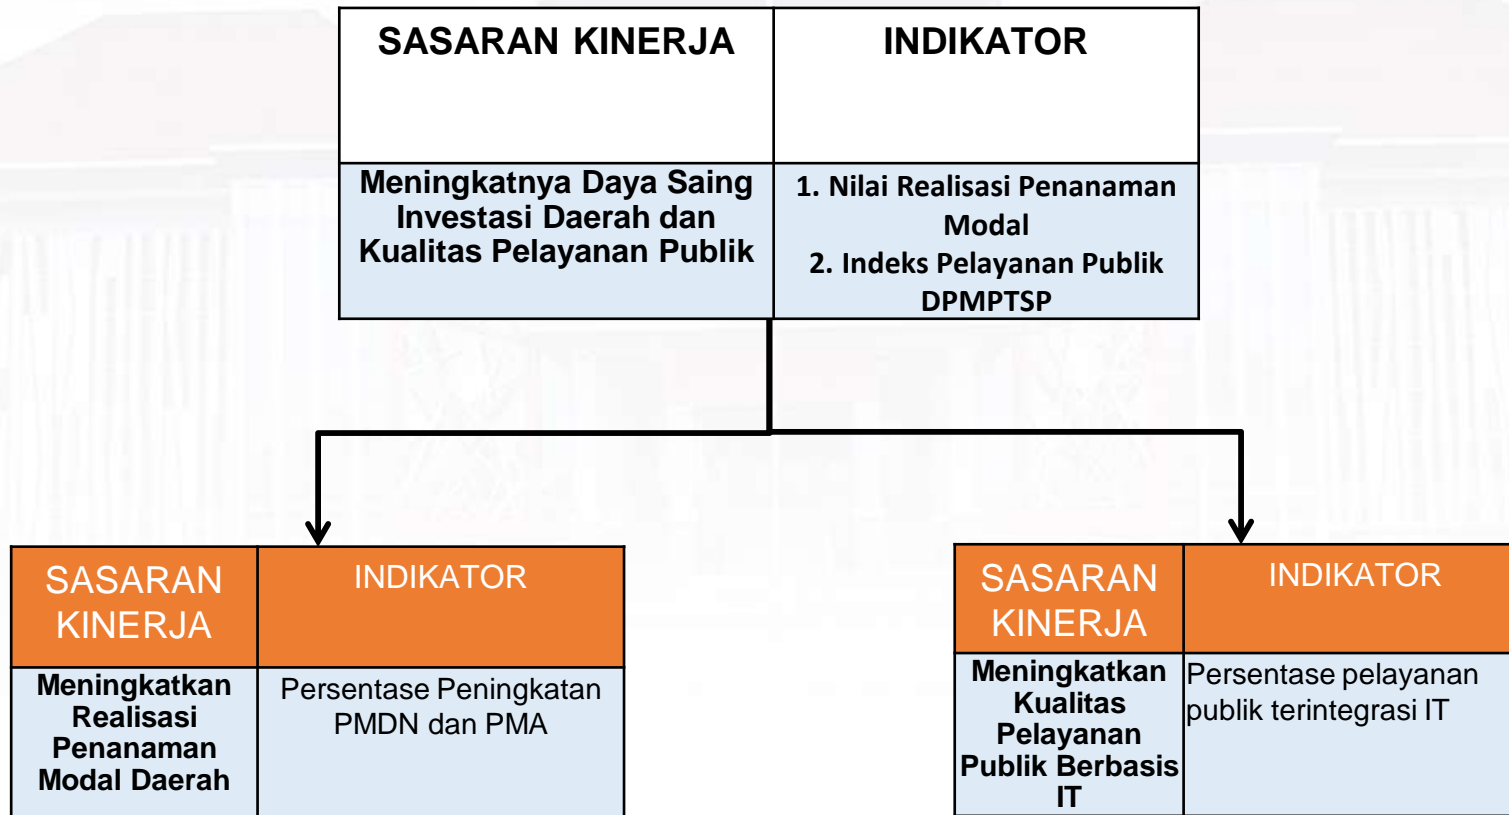 SASARAN KINERJA
INDIKATOR
Meningkatnya Daya Saing
Investasi Daerah dan
Kualitas Pelayanan Publik
1. Nilai Realisasi Penanaman
Modal
2. Indeks Pelayanan Publik
DPMPTSP
SASARAN
KINERJA
INDIKATOR
Meningkatkan
Realisasi
Penanaman
Modal Daerah
Persentase Peningkatan
PMDN dan PMA
SASARAN
KINERJA
INDIKATOR
Meningkatkan
Kualitas
Pelayanan
Publik Berbasis
IT
Persentase pelayanan
publik terintegrasi IT